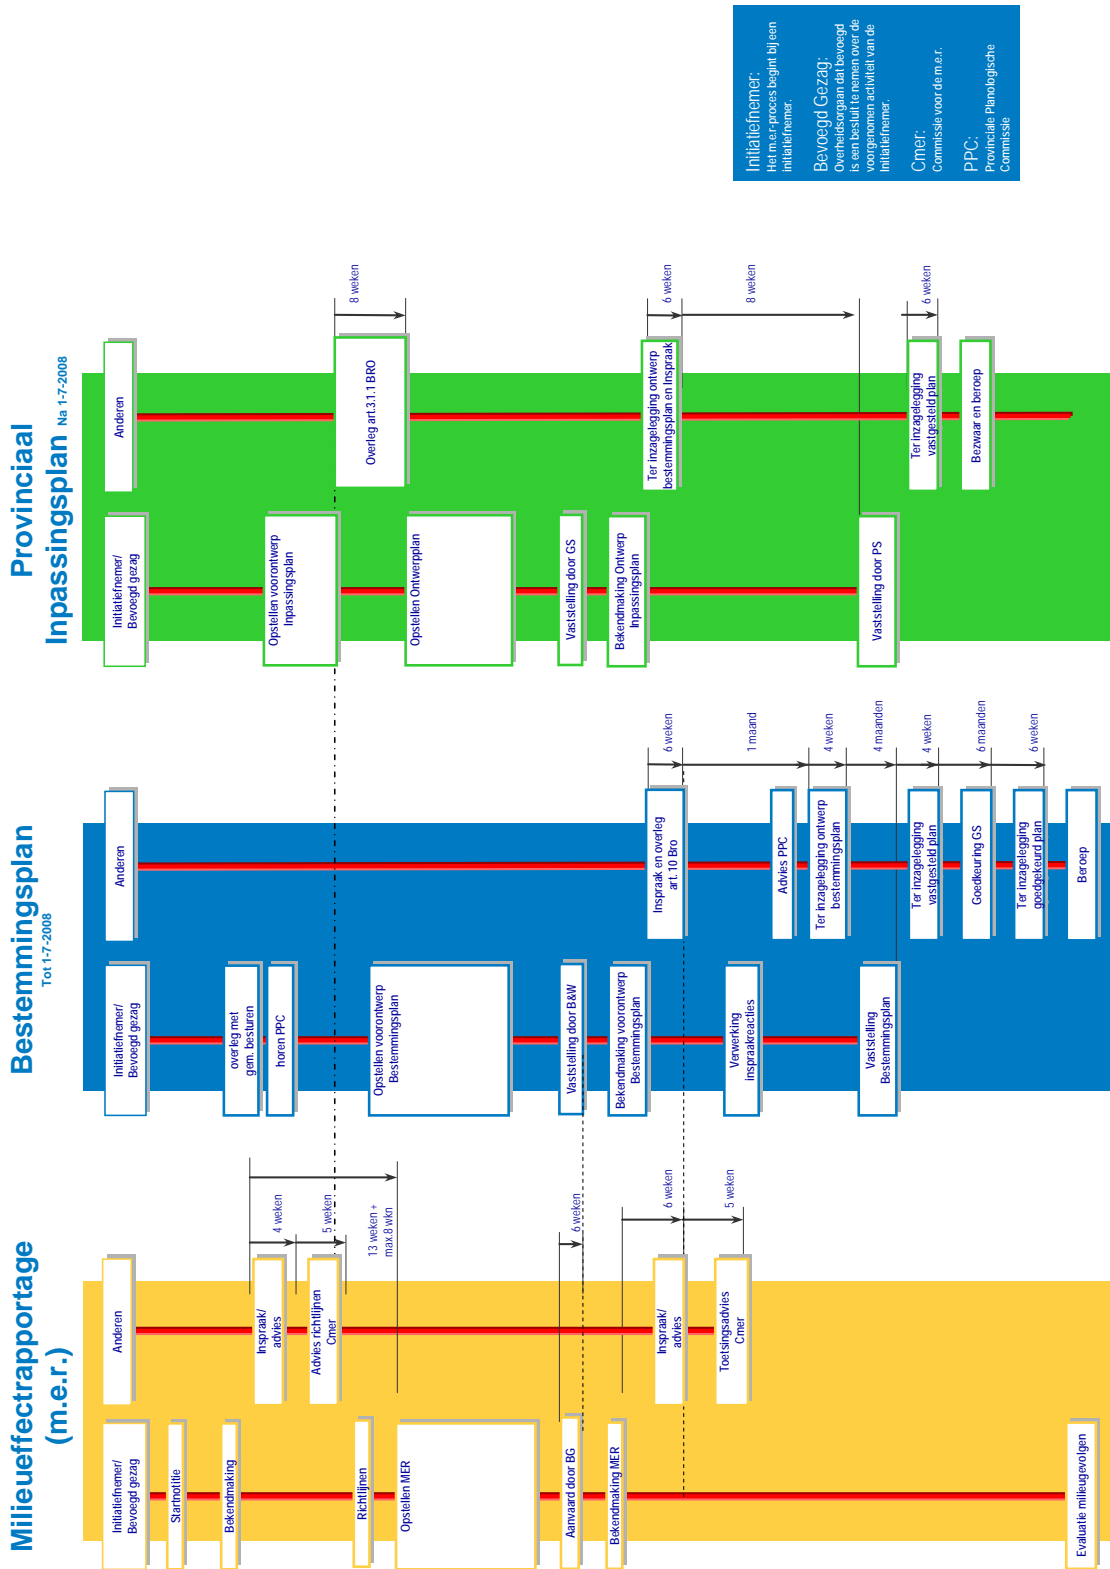 Milieueffectrapportage
(m.e.r.)
Initiatiefnemer/
Bevoegd gezag
Anderen
Startnotitie
Bekendmaking
Inspraak/
advies
4 weken
Advies richtlijnen
Cmer
5 weken
13 weken +
max.8 wkn
Richtlijnen
Opstellen MER
Aanvaard door BG
6 weken
Bekendmaking MER
Inspraak/
advies
6 weken
Toetsingsadvies
Cmer
5 weken
Evaluatie milieugevolgen
Bestemmingsplan
Tot 1-7-2008
Initiatiefnemer/
Bevoegd gezag
Anderen
overleg met
gem. besturen
horen PPC
Opstellen voorontwerp
Bestemmingsplan
Vaststelling door B&W
Bekendmaking voorontwerp
Bestemmingsplan
Inspraak en overleg
art. 10 Bro
6 weken
Verwerking
inspraakreacties
1 maand
Advies PPC
Ter inzagelegging ontwerp
bestemmingsplan
4 weken
Vaststelling
Bestemmingsplan
4 maanden
Ter inzagelegging
vastgesteld plan
4 weken
Goedkeuring GS
6 maanden
Ter inzagelegging
goedgekeurd plan
6 weken
Beroep
Provinciaal
Inpassingsplan Na 1-7-2008
Initiatiefnemer/
Bevoegd gezag
Anderen
Opstellen voorontwerp
Inpassingsplan
Overleg art.3.1.1 BRO
8 weken
Opstellen Ontwerpplan
Vaststelling door GS
Bekendmaking Ontwerp
Inpassingsplan
Ter inzagelegging ontwerp
bestemmingsplan en Inspraak
6 weken
8 weken
Vaststelling door PS
Ter inzagelegging
vastgesteld plan
6 weken
Bezwaar en beroep
Initiatiefnemer:
Het m.e.r-proces begint bij een
initiatiefnemer.
Bevoegd Gezag:
Overheidsorgaan dat bevoegd
is een besluit te nemen over de
voorgenomen activiteit van de
Initiatiefnemer.
Cmer:
Commissie voor de m.e.r.
PPC:
Provinciale Planologische
Commissie